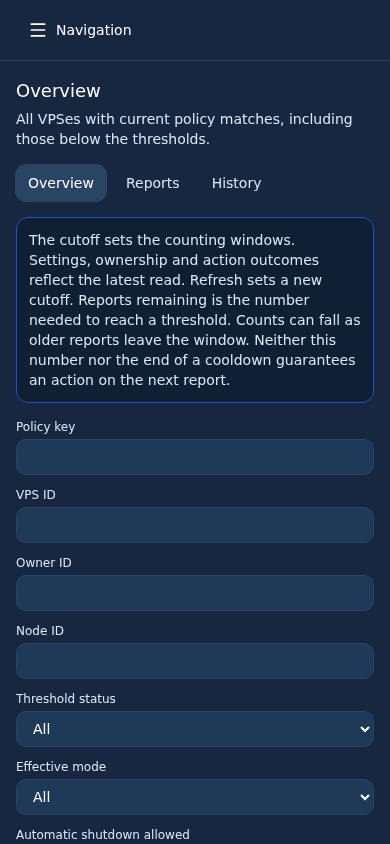 Navigation
Overview
All VPSes with current policy matches, including
those below the thresholds.
Overview Reports History
The cutoff sets the counting windows.
Settings, ownership and action outcomes
reflect the latest read. Refresh sets a new
cutoff. Reports remaining is the number
needed to reach a threshold. Counts can fall as
older reports leave the window. Neither this
number nor the end of a cooldown guarantees
an action on the next report.
Policy key
VPS ID
Owner ID
Node ID
Threshold status
All
Effective mode
All
Automatic shutdown allowed